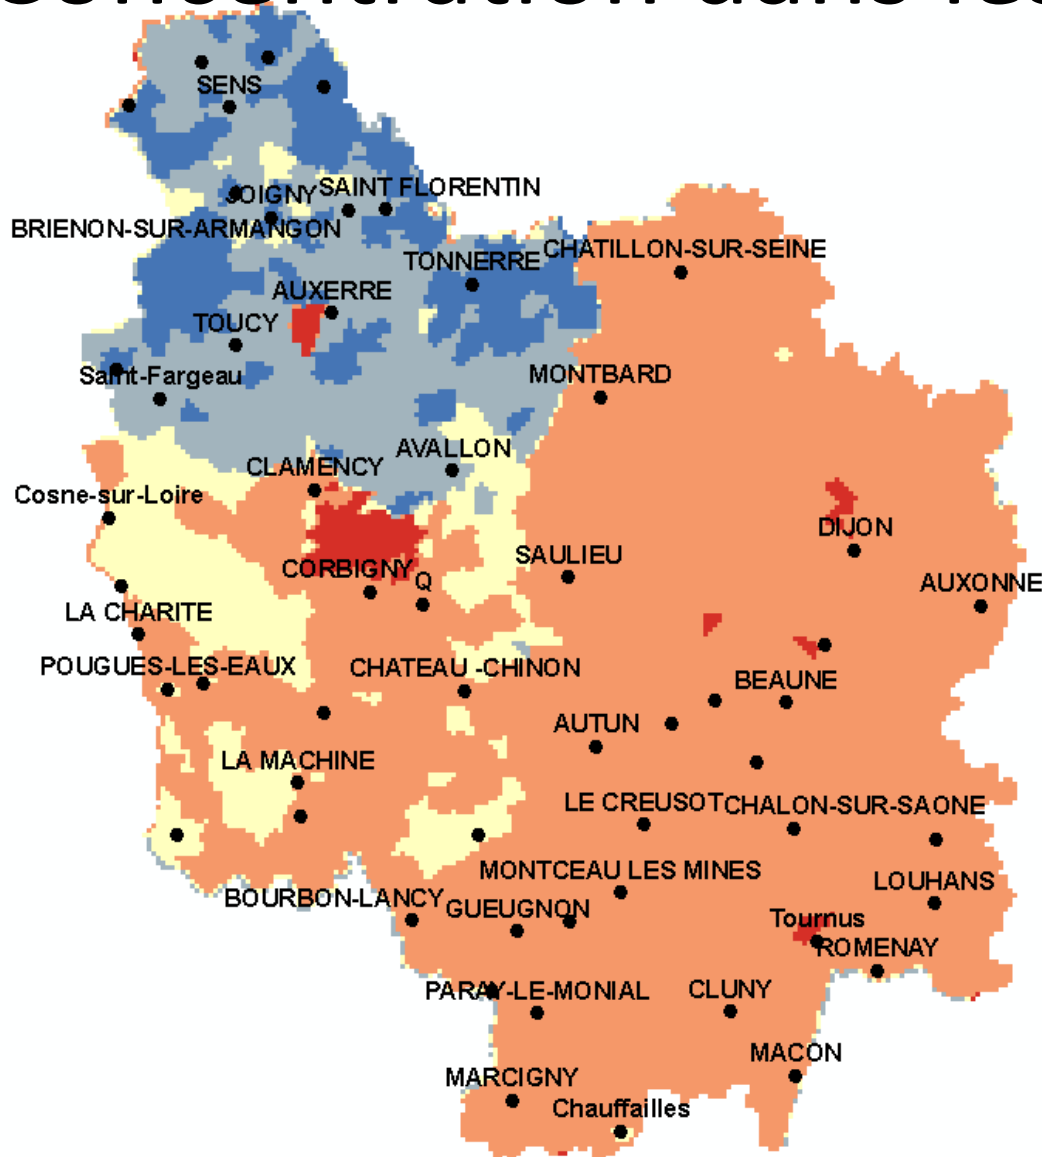 Concentration dans les
SENS
JOIGNY
SAINT FLORENTIN
BRIENON-SUR-ARMANGON
TONNERRE
CHATILLON-SUR-SEINE
AUXERRE
TOUCY
Saint-Fargeau
MONTBARD
AVALLON
CLAMENCY
Cosne-sur-Loire
DIJON
SAULIEU
CORBIGNY
Q
AUXONNE
LA CHARITE
POUGUES-LES-EAUX
CHATEAU -CHINON
BEAUNE
AUTUN
LA MACHINE
LE CREUSOT
CHALON-SUR-SAONE
MONTCEAU LES MINES
LOUHANS
BOURBON-LANCY
GUEUGNON
Tournus
ROMENAY
PARAY-LE-MONIAL
CLUNY
MACON
MARCIGNY
Chauffailles